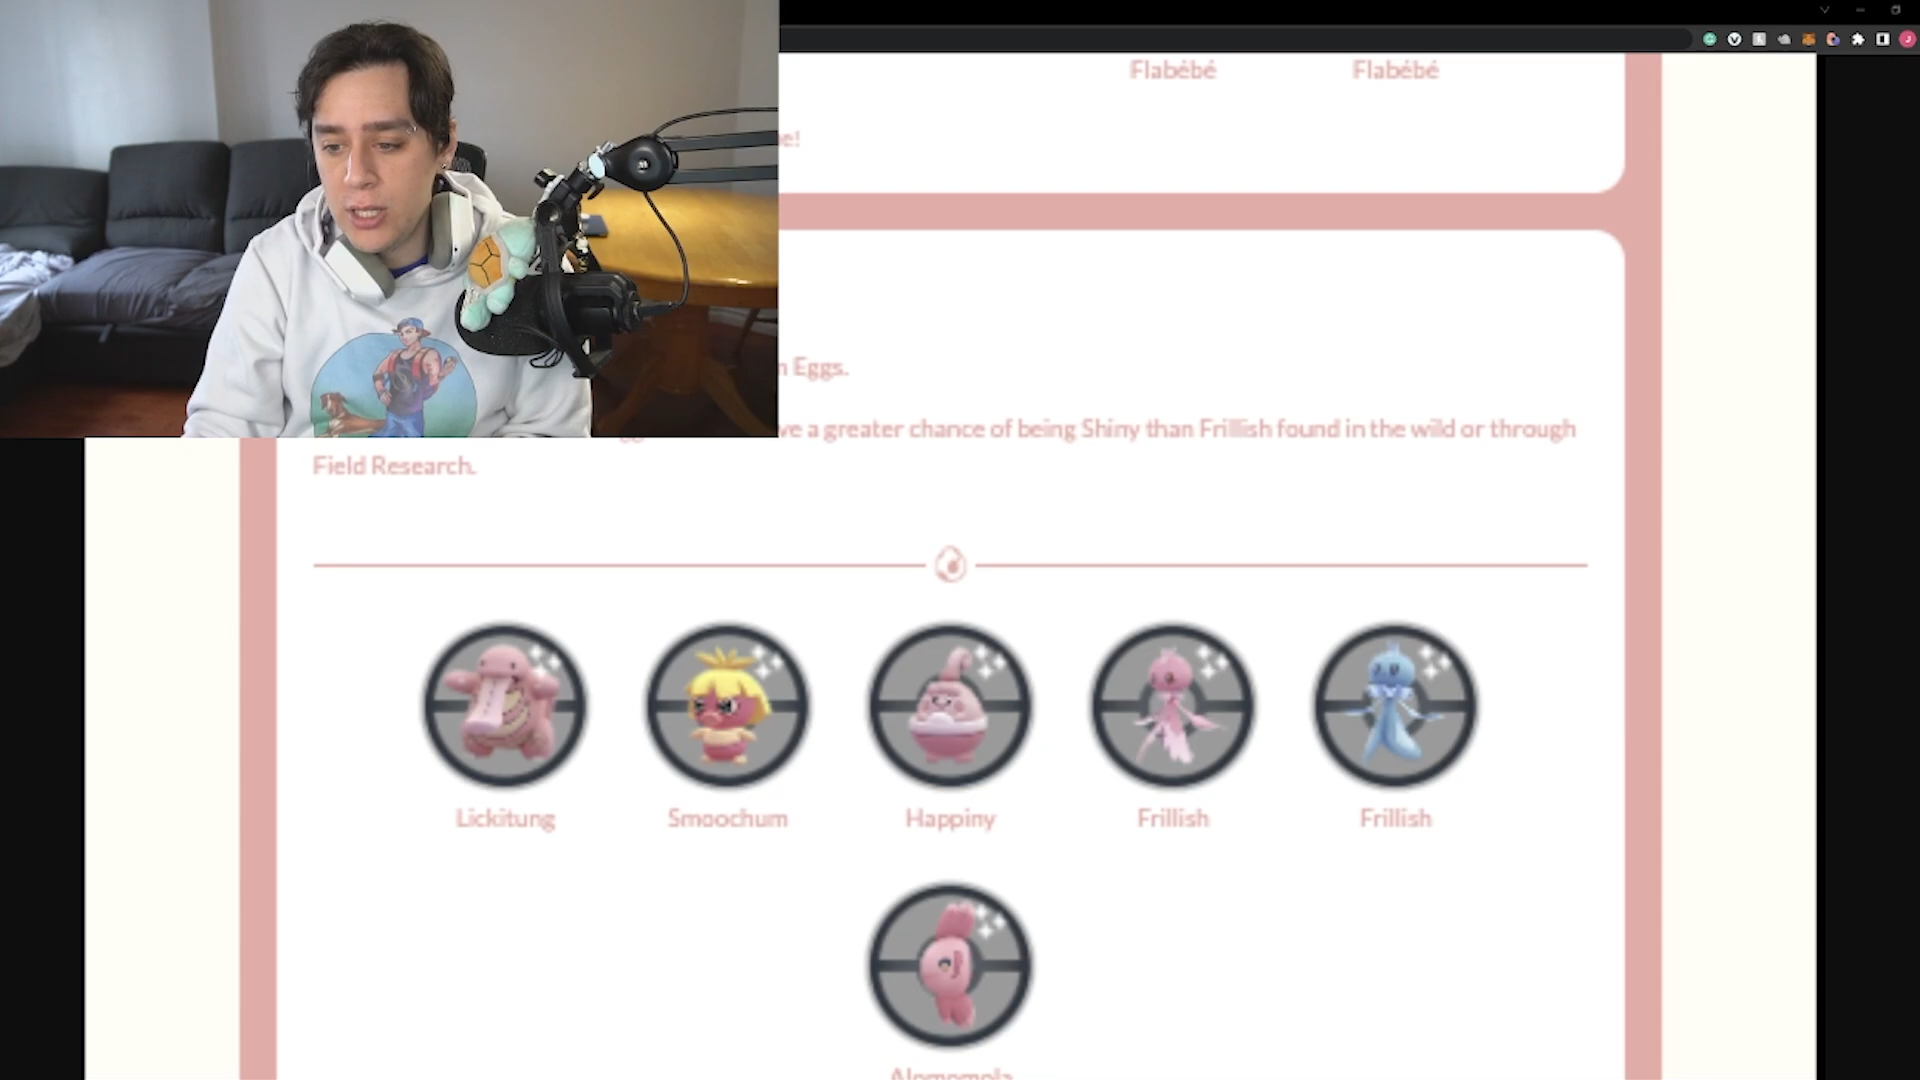 Flabébé Flabébé
e!
n Eggs.
ve a greater chance of being Shiny than Frillish found in the wild or through
Field Research.
Lickitung Smoochum Happiny Frillish Frillish
Alomomola